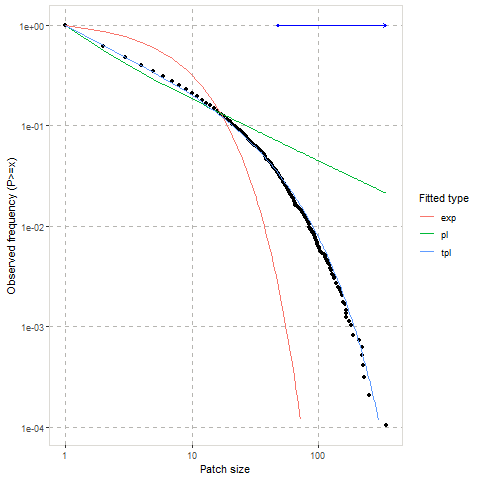 1e+00
1e-01
1e-02
1e-03
1e-04
Observed frequency (P>=x)
1
10
100
Patch size
Fitted type
exp
pl
tpl